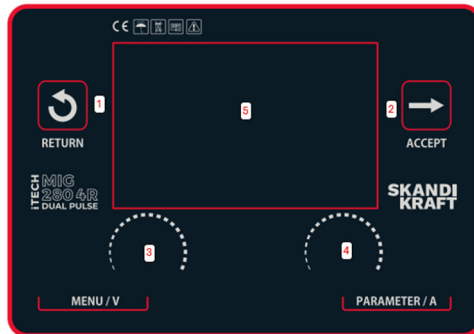 CE
1
5
2
RETURN
ACCEPT
iTECH
MIG
280 4R
DUAL PULSE
SKANDI
KRAFT
3
4
MENU / V
PARAMETER / A